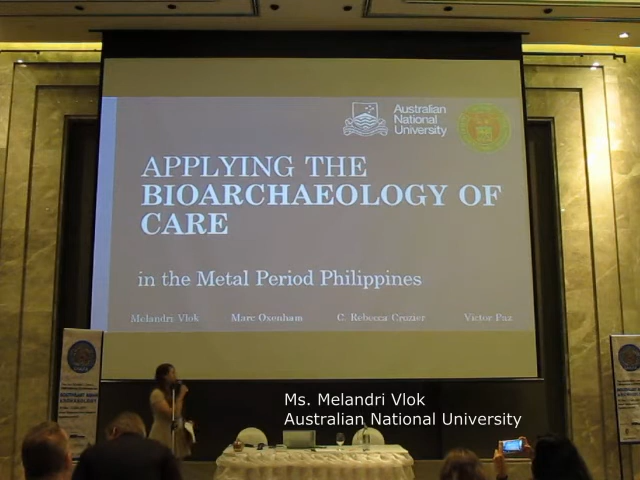 Australian
National
University
APPLYING THE
BIOARCHAEOLOGY OF
CARE
in the Metal Period Philippines
Melandri Vlok Marc Oxenham C. Rebecca Crozier Victor Paz
Ms. Melandri Vlok
Australian National University